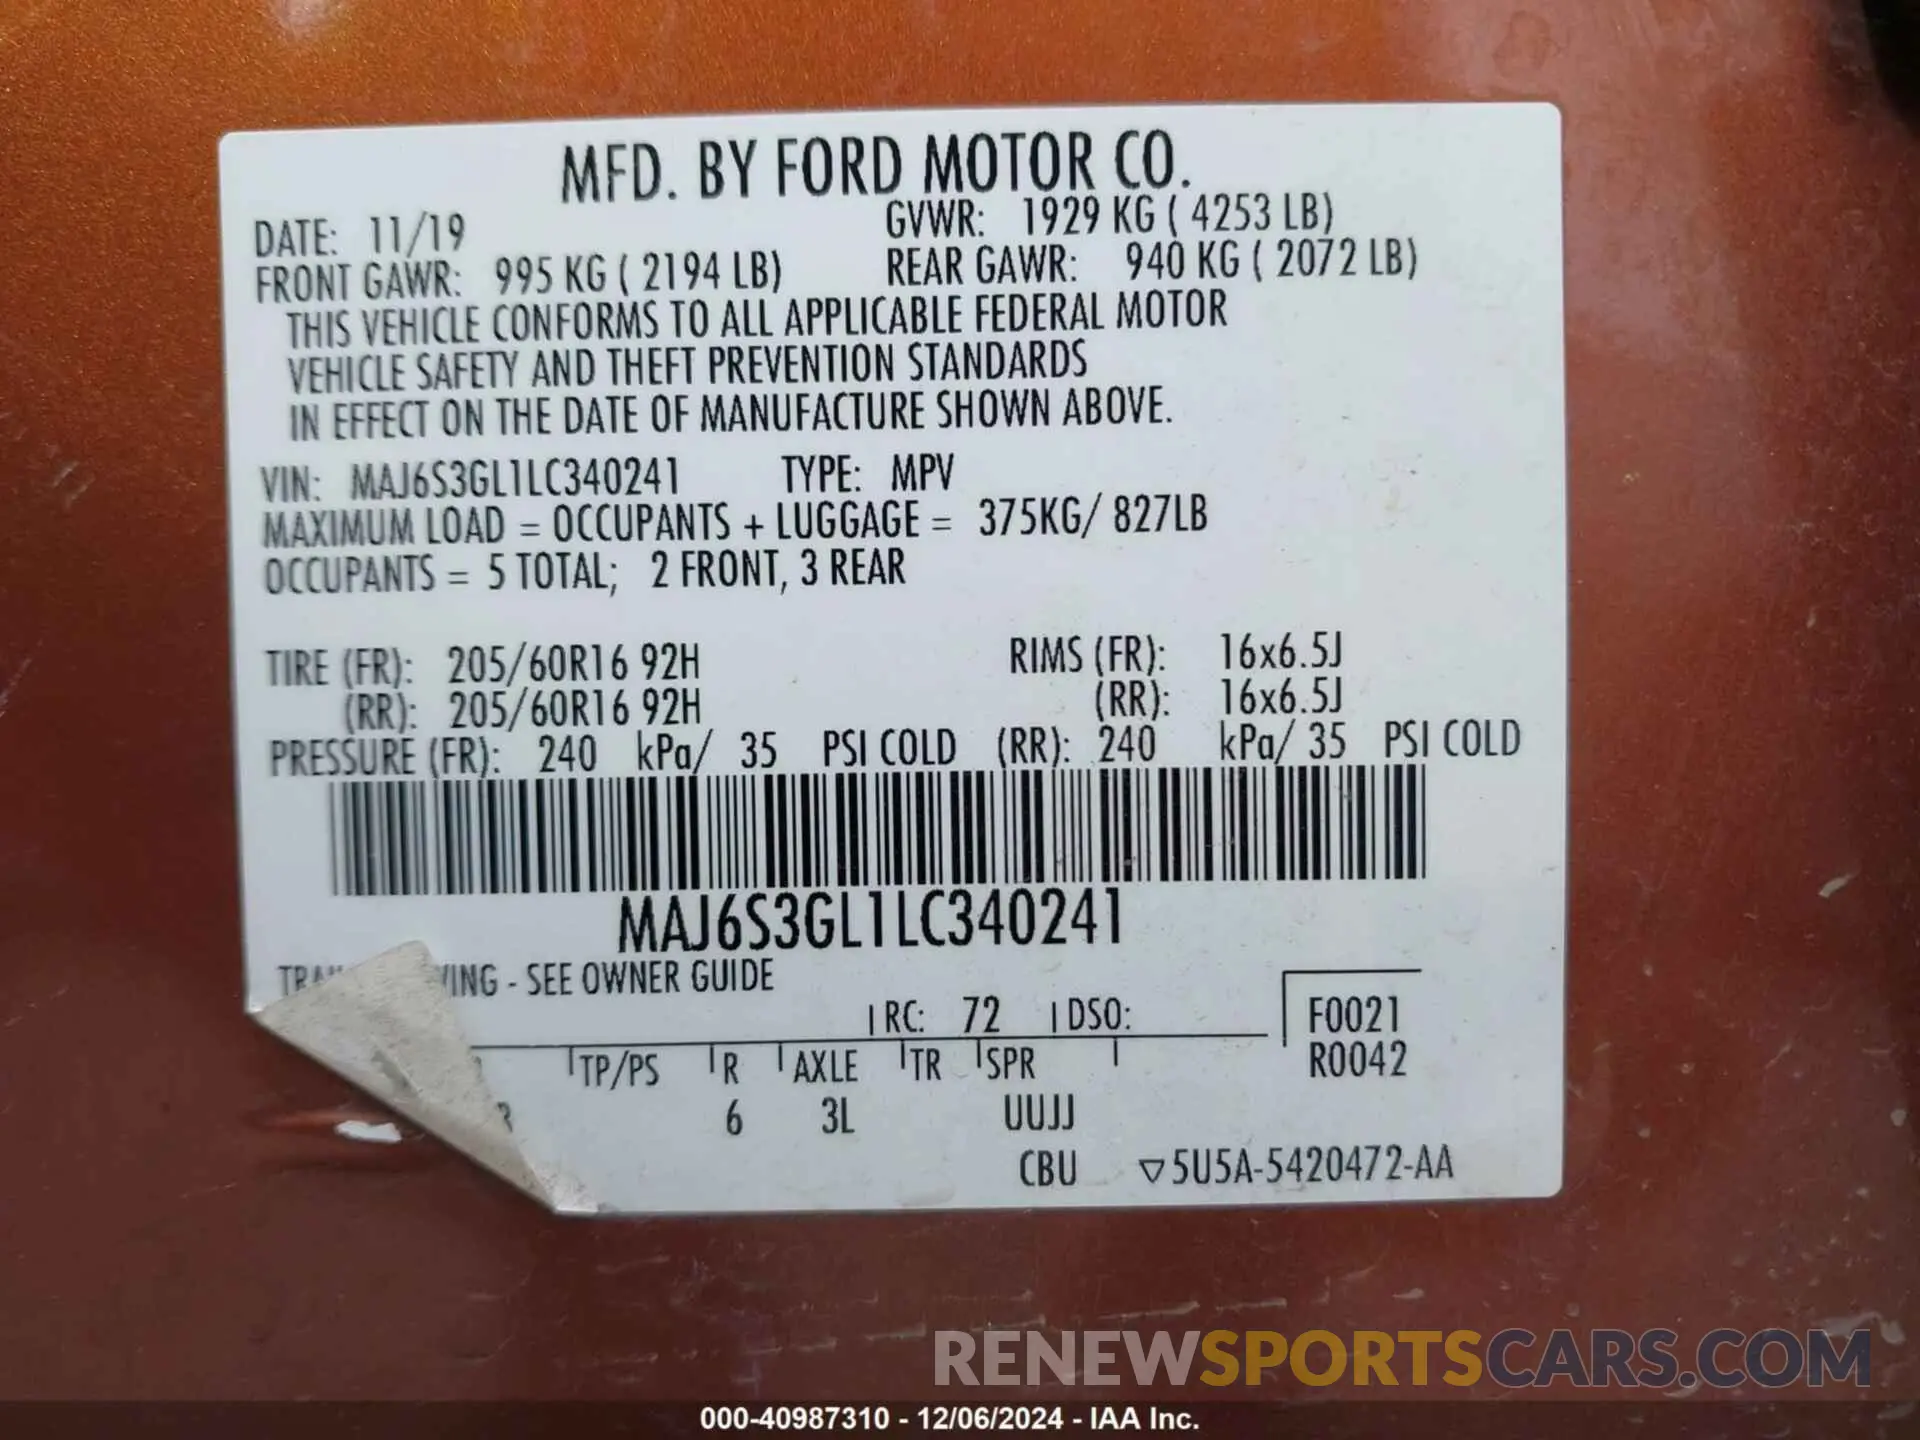 MFD. BY FORD MOTOR CO.
DATE: 11/19 GVWR: 1929 KG ( 4253 LB)
FRONT GAWR: 995 KG ( 2194 LB) REAR GAWR: 940 KG ( 2072 LB)
THIS VEHICLE CONFORMS TO ALL APPLICABLE FEDERAL MOTOR
VEHICLE SAFETY AND THEFT PREVENTION STANDARDS
IN EFFECT ON THE DATE OF MANUFACTURE SHOWN ABOVE.
VIN: MAJ6S3GL1LC340241 TYPE: MPV
MAXIMUM LOAD = OCCUPANTS + LUGGAGE = 375KG/ 827LB
OCCUPANTS = 5 TOTAL; 2 FRONT, 3 REAR
TIRE (FR): 205/60R16 92H RIMS (FR): 16x6.5J
(RR): 205/60R16 92H (RR): 16x6.5J
PRESSURE (FR): 240 kPa/ 35 PSI COLD (RR): 240 kPa/ 35 PSI COLD
MAJ6S3GL1LC340241
- SEE OWNER GUIDE
RC: 72 DSO: F0021
TP/PS R AXLE TR SPR R0042
6 3L UUJJ
CBU ▽5U5A-5420472-AA
RENEWSPORTSCARS.COM
000-40987310 - 12/06/2024 - IAA Inc.